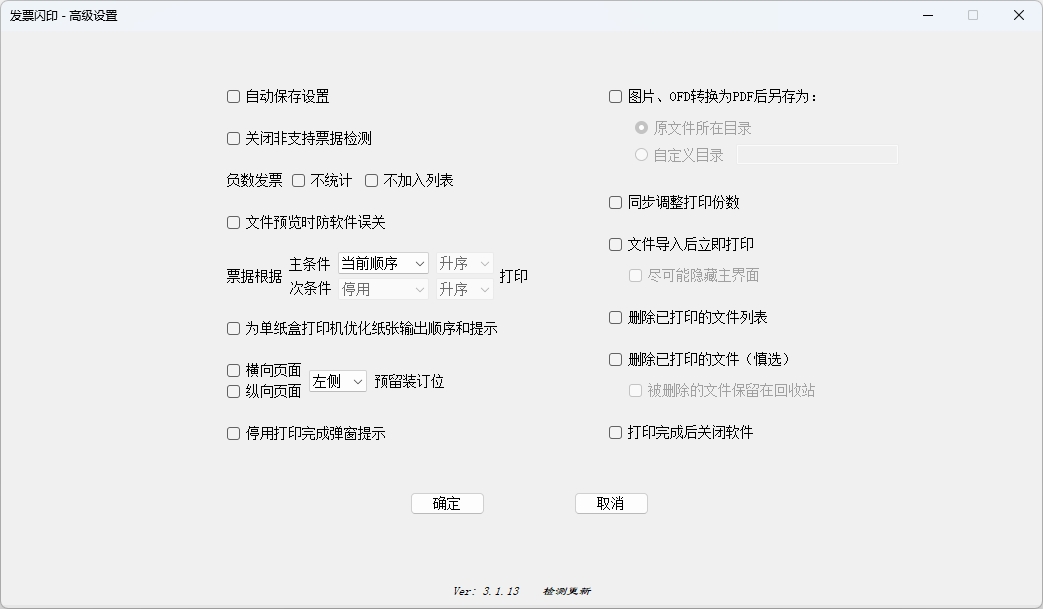 发票闪印 - 高级设置
自动保存设置
关闭非支持票据检测
负数发票 不统计 不加入列表
文件预览时防软件误关
票据根据 主条件 当前顺序 升序 打印
次条件 停用 升序
为单纸盒打印机优化纸张输出顺序和提示
横向页面
纵向页面
左侧 预留装订位
停用打印完成弹窗提示
图片、OFD转换为PDF后另存为：
原文件所在目录
自定义目录
同步调整打印份数
文件导入后立即打印
尽可能隐藏主界面
删除已打印的文件列表
删除已打印的文件（慎选）
被删除的文件保留在回收站
打印完成后关闭软件
确定 取消
Ver: 3.1.13 检测更新